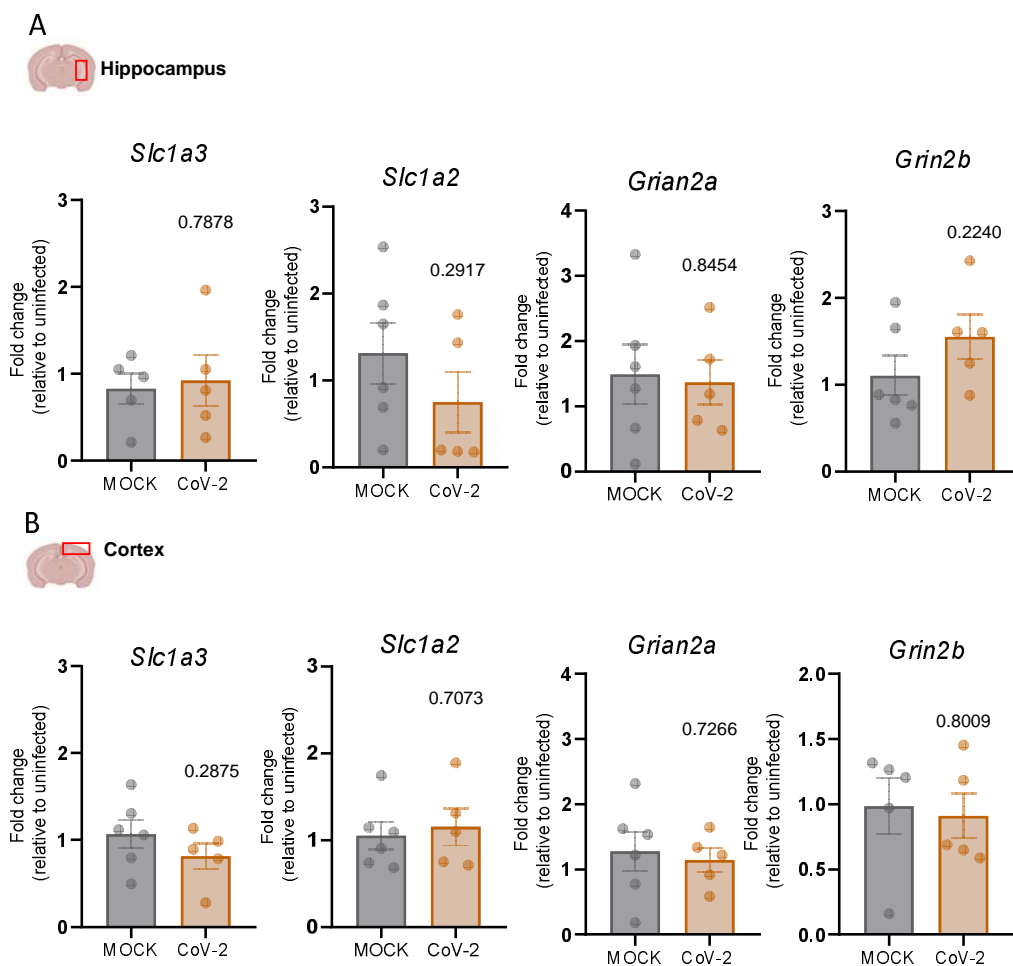 A
Hippocampus
Slc1a3
Fold change
(relative to uninfected)
3
2
1
0
0.7878
MOCK
CoV-2
Slc1a2
Fold change
(relative to uninfected)
3
2
1
0
0.2917
MOCK
CoV-2
Grian2a
Fold change
(relative to uninfected)
4
3
2
1
0
0.8454
MOCK
CoV-2
Grin2b
Fold change
(relative to uninfected)
3
2
1
0
0.2240
MOCK
CoV-2
B
Cortex
Slc1a3
Fold change
(relative to uninfected)
3
2
1
0
0.2875
MOCK
CoV-2
Slc1a2
Fold change
(relative to uninfected)
3
2
1
0
0.7073
MOCK
CoV-2
Grian2a
Fold change
(relative to uninfected)
4
3
2
1
0
0.7266
MOCK
CoV-2
Grin2b
Fold change
(relative to uninfected)
2.0
1.5
1.0
0.5
0.0
0.8009
MOCK
CoV-2